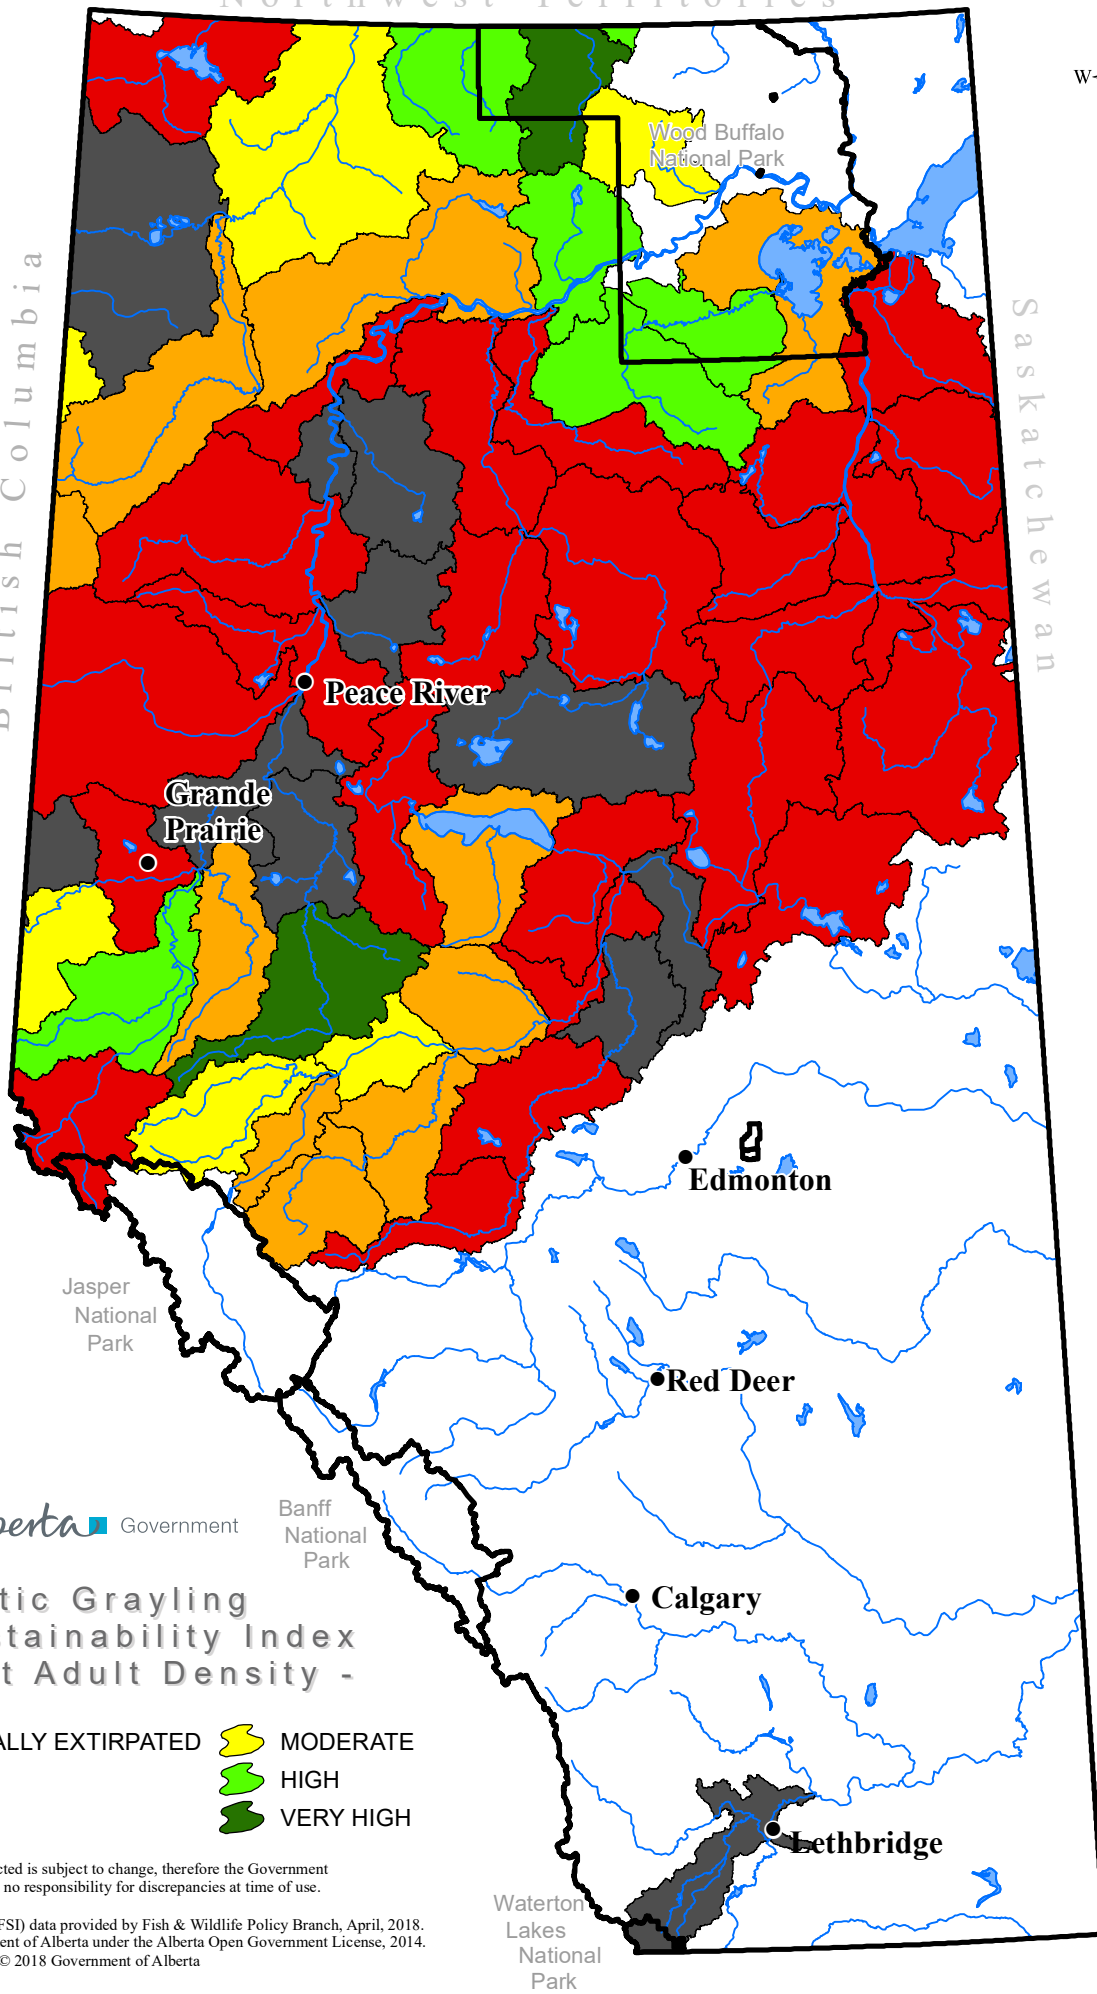 Northwest Territories
W
Wood Buffalo
National Park
British Columbia
Saskatchewan
Peace River
Grande
Prairie
Edmonton
Jasper
National
Park
Red Deer
Banff
National
Park
berta Government
Calgary
tic Grayling
tainability Index
t Adult Density -
ALLY EXTIRPATED
MODERATE
HIGH
VERY HIGH
Lethbridge
cted is subject to change, therefore the Government
no responsibility for discrepancies at time of use.
Waterton
Lakes
National
Park
FSI) data provided by Fish & Wildlife Policy Branch, April, 2018.
ent of Alberta under the Alberta Open Government License, 2014.
© 2018 Government of Alberta